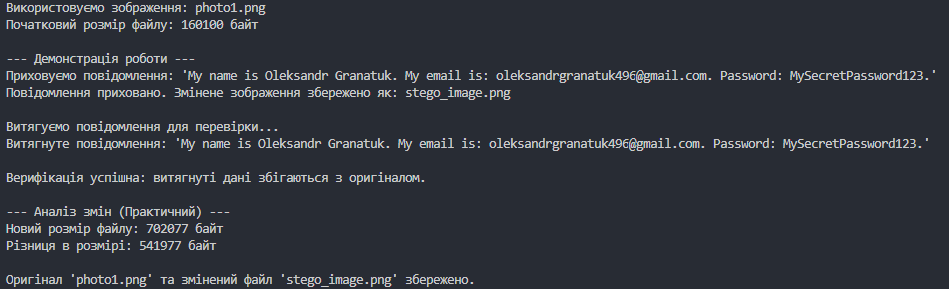 Використовуємо зображення: photo1.png
Початковий розмір файлу: 160100 байт
--- Демонстрація роботи ---
Приховуємо повідомлення: 'My name is Oleksandr Granatuk. My email is: oleksandrgranatuk496@gmail.com. Password: MySecretPassword123.'
Повідомлення приховано. Змінене зображення збережено як: stego_image.png
Витягуємо повідомлення для перевірки...
Витягнуте повідомлення: 'My name is Oleksandr Granatuk. My email is: oleksandrgranatuk496@gmail.com. Password: MySecretPassword123.'
Верифікація успішна: витягнуті дані збігаються з оригіналом.
--- Аналіз змін (Практичний) ---
Новий розмір файлу: 702077 байт
Різниця в розмірі: 541977 байт
Оригінал 'photo1.png' та змінений файл 'stego_image.png' збережено.